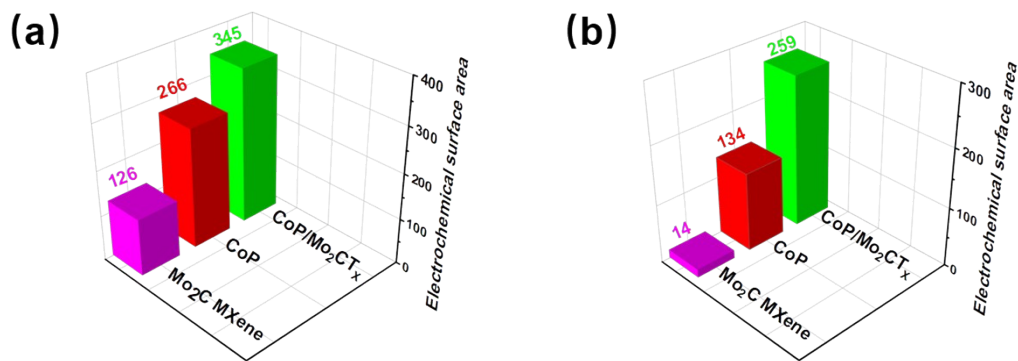 (a)
345
266
126
400
300
200
100
0
Electrochemical surface area
CoP/Mo₂CTₓ
CoP
Mo₂C MXene
(b)
259
134
14
300
200
100
0
Electrochemical surface area
CoP/Mo₂CTₓ
CoP
Mo₂C MXene